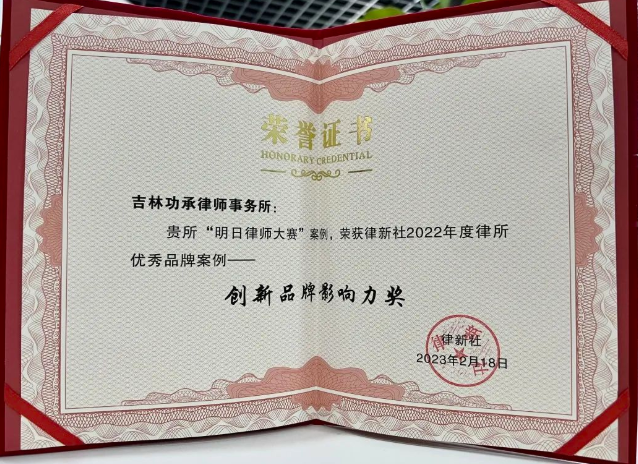 荣誉证书
HONORARY CREDENTIAL
吉林功承律师事务所：
贵所“明日律师大赛”案例，荣获律新社2022年度律所
优秀品牌案例——
创新品牌影响力奖
律新社
律新社
2023年2月18日